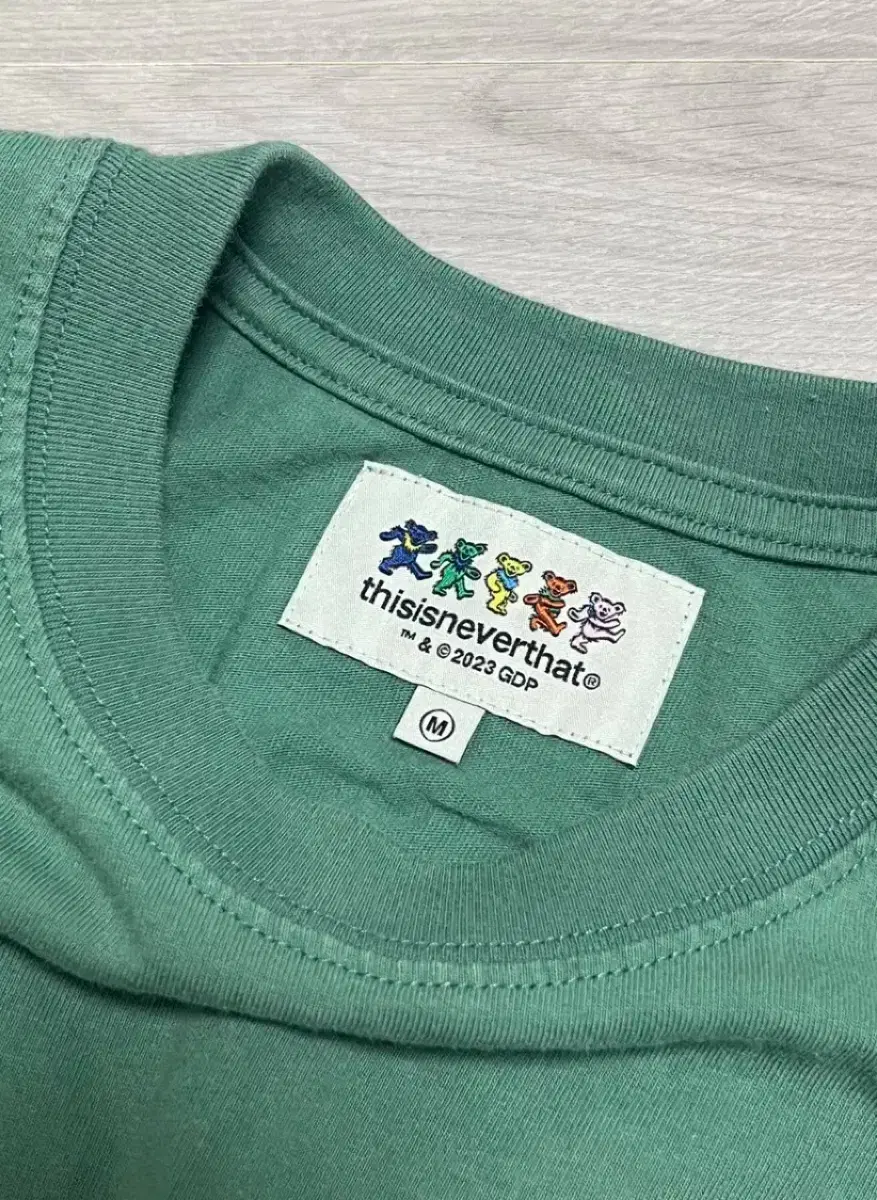 thisisneverthat®
™ & ©2023 GDP
M